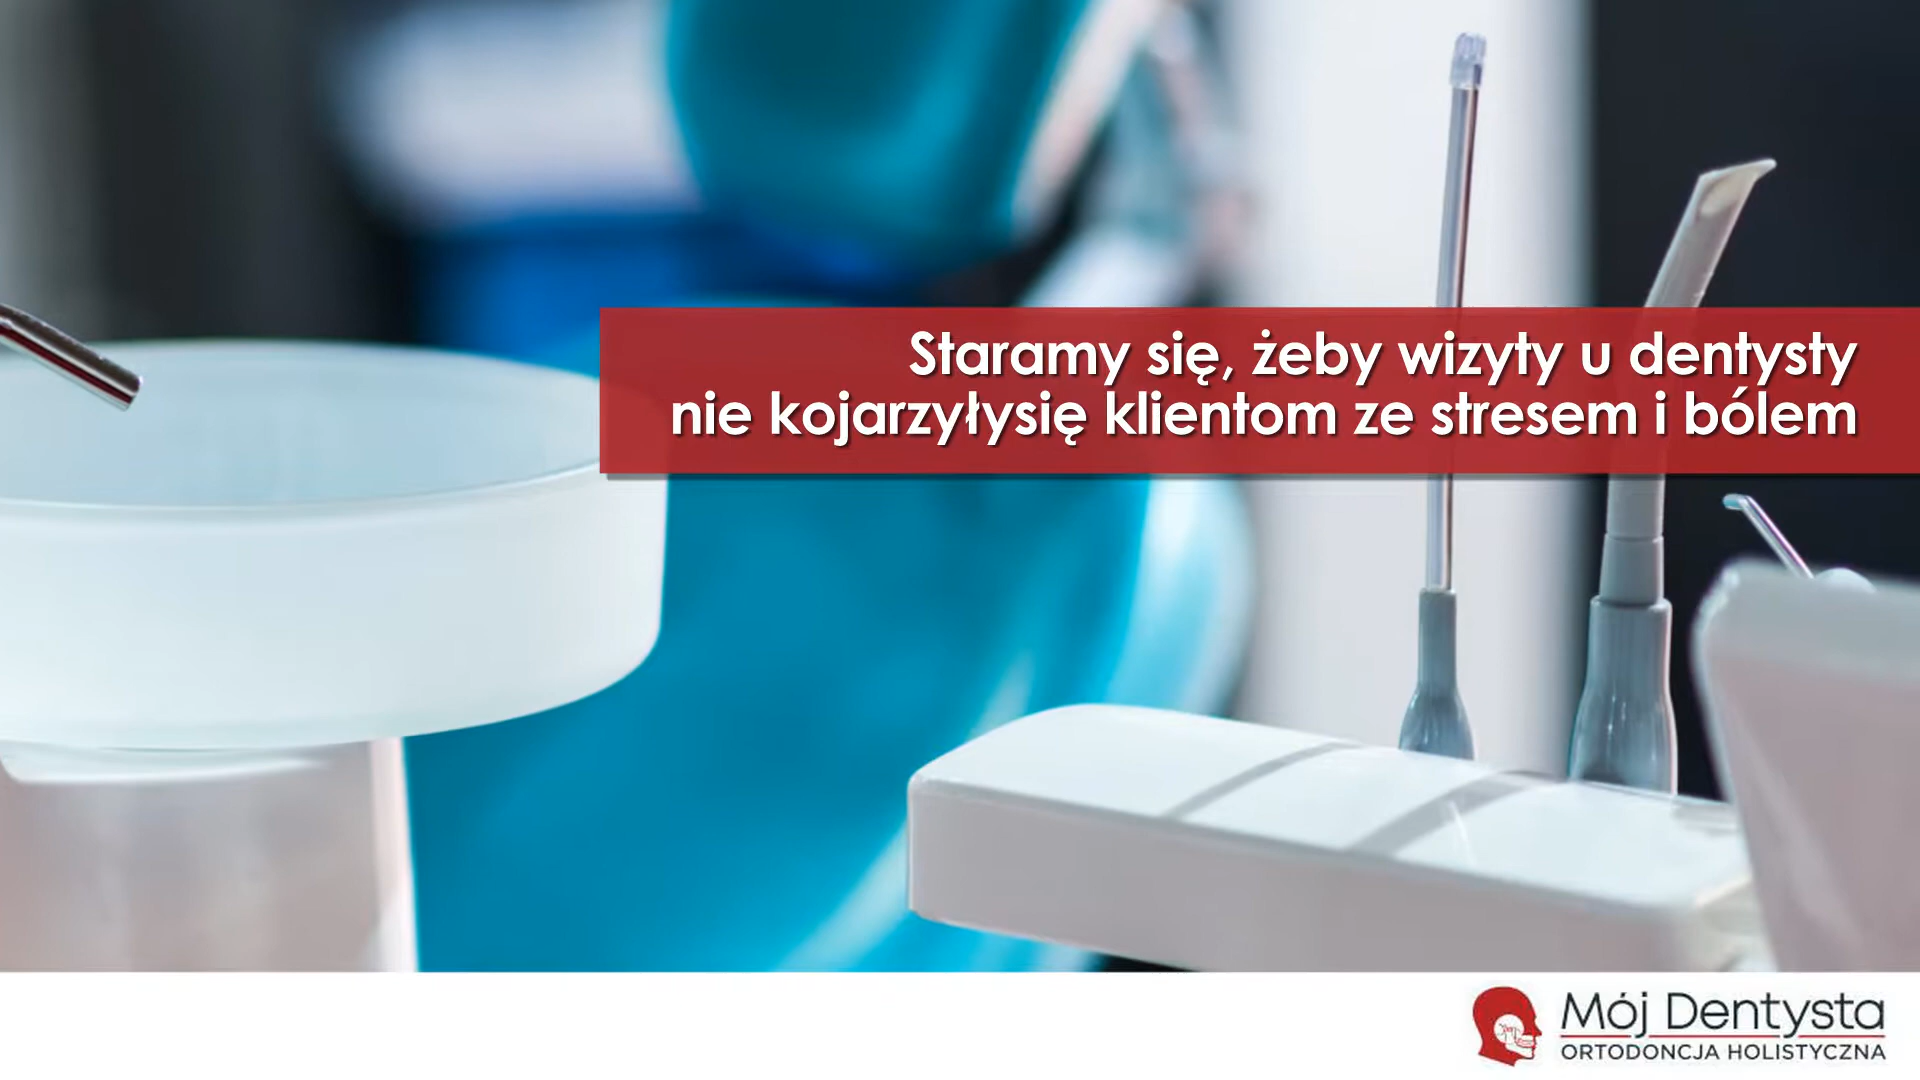 Staramy się, żeby wizyty u dentysty
nie kojarzyłysię klientom ze stresem i bólem
Mój Dentysta
ORTODONCJA HOLISTYCZNA